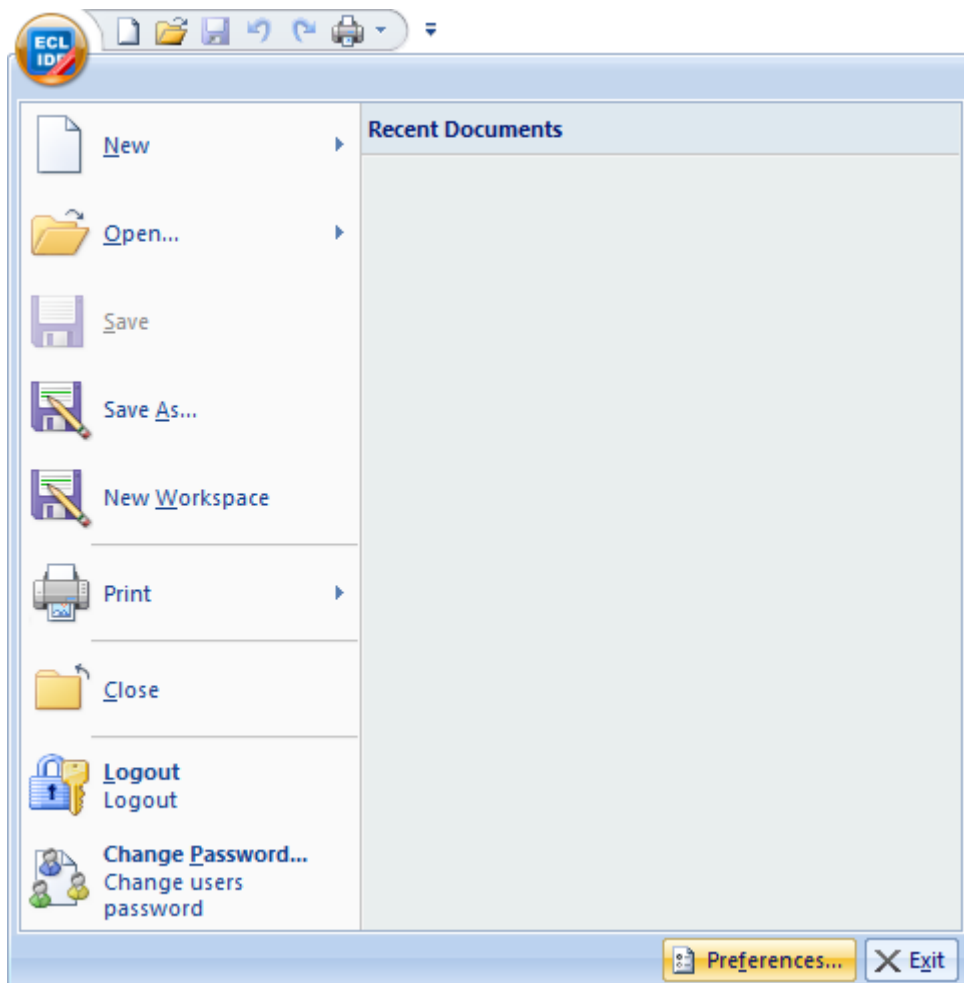 ECL
IDE
New
Open...
Save
Save As...
New Workspace
Print
Close
Logout
Logout
Change Password...
Change users
password
Recent Documents
Preferences...
Exit